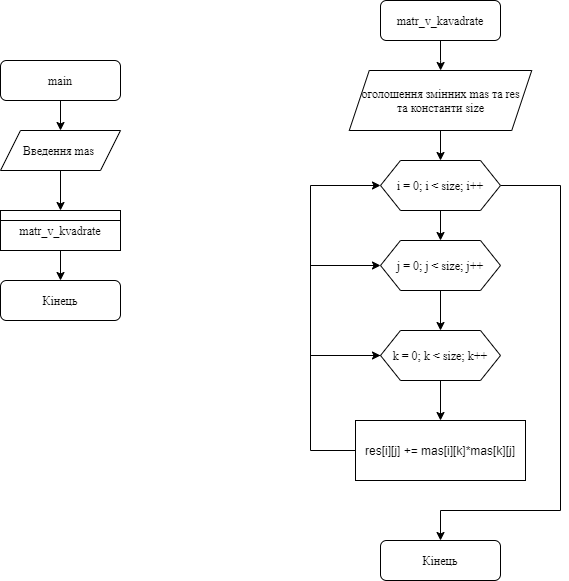 main
Введення mas
matr_v_kvadrate
Кінець
matr_v_kavadrate
оголошення змінних mas та res
та константи size
i = 0; i < size; i++
j = 0; j < size; j++
k = 0; k < size; k++
res[i][j] += mas[i][k]*mas[k][j]
Кінець